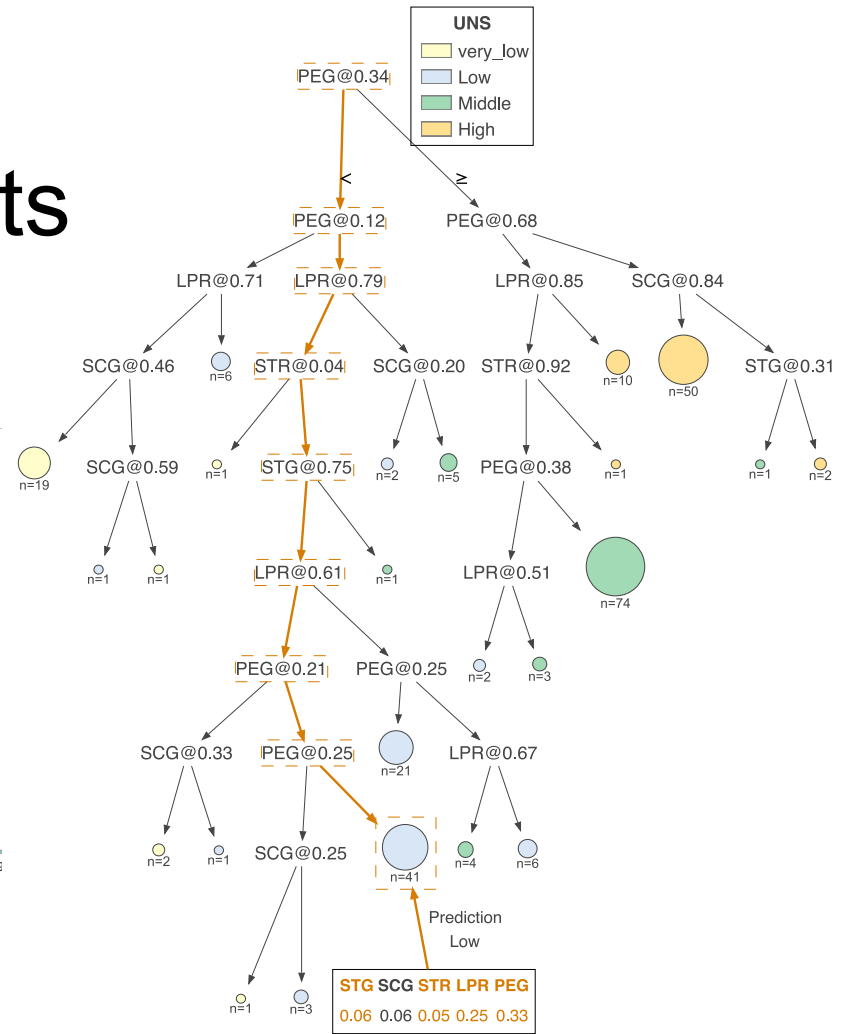 UNS
very_low
Low
Middle
High
PEG@0.34
ts
< ≥
PEG@0.12 PEG@0.68
LPR@0.71 LPR@0.79 LPR@0.85 SCG@0.84
SCG@0.46 n=6 STR@0.04 SCG@0.20 STR@0.92 n=10 n=50 STG@0.31
n=19 SCG@0.59 n=1 STG@0.75 n=2 n=5 PEG@0.38 n=1 n=1 n=2
n=1 n=1 LPR@0.61 n=1 LPR@0.51 n=74
PEG@0.21 PEG@0.25 n=2 n=3
SCG@0.33 PEG@0.25 n=21 LPR@0.67
n=2 n=1 SCG@0.25 n=41 n=4 n=6
Prediction
Low
n=1 n=3
STG SCG STR LPR PEG
0.06 0.06 0.05 0.25 0.33